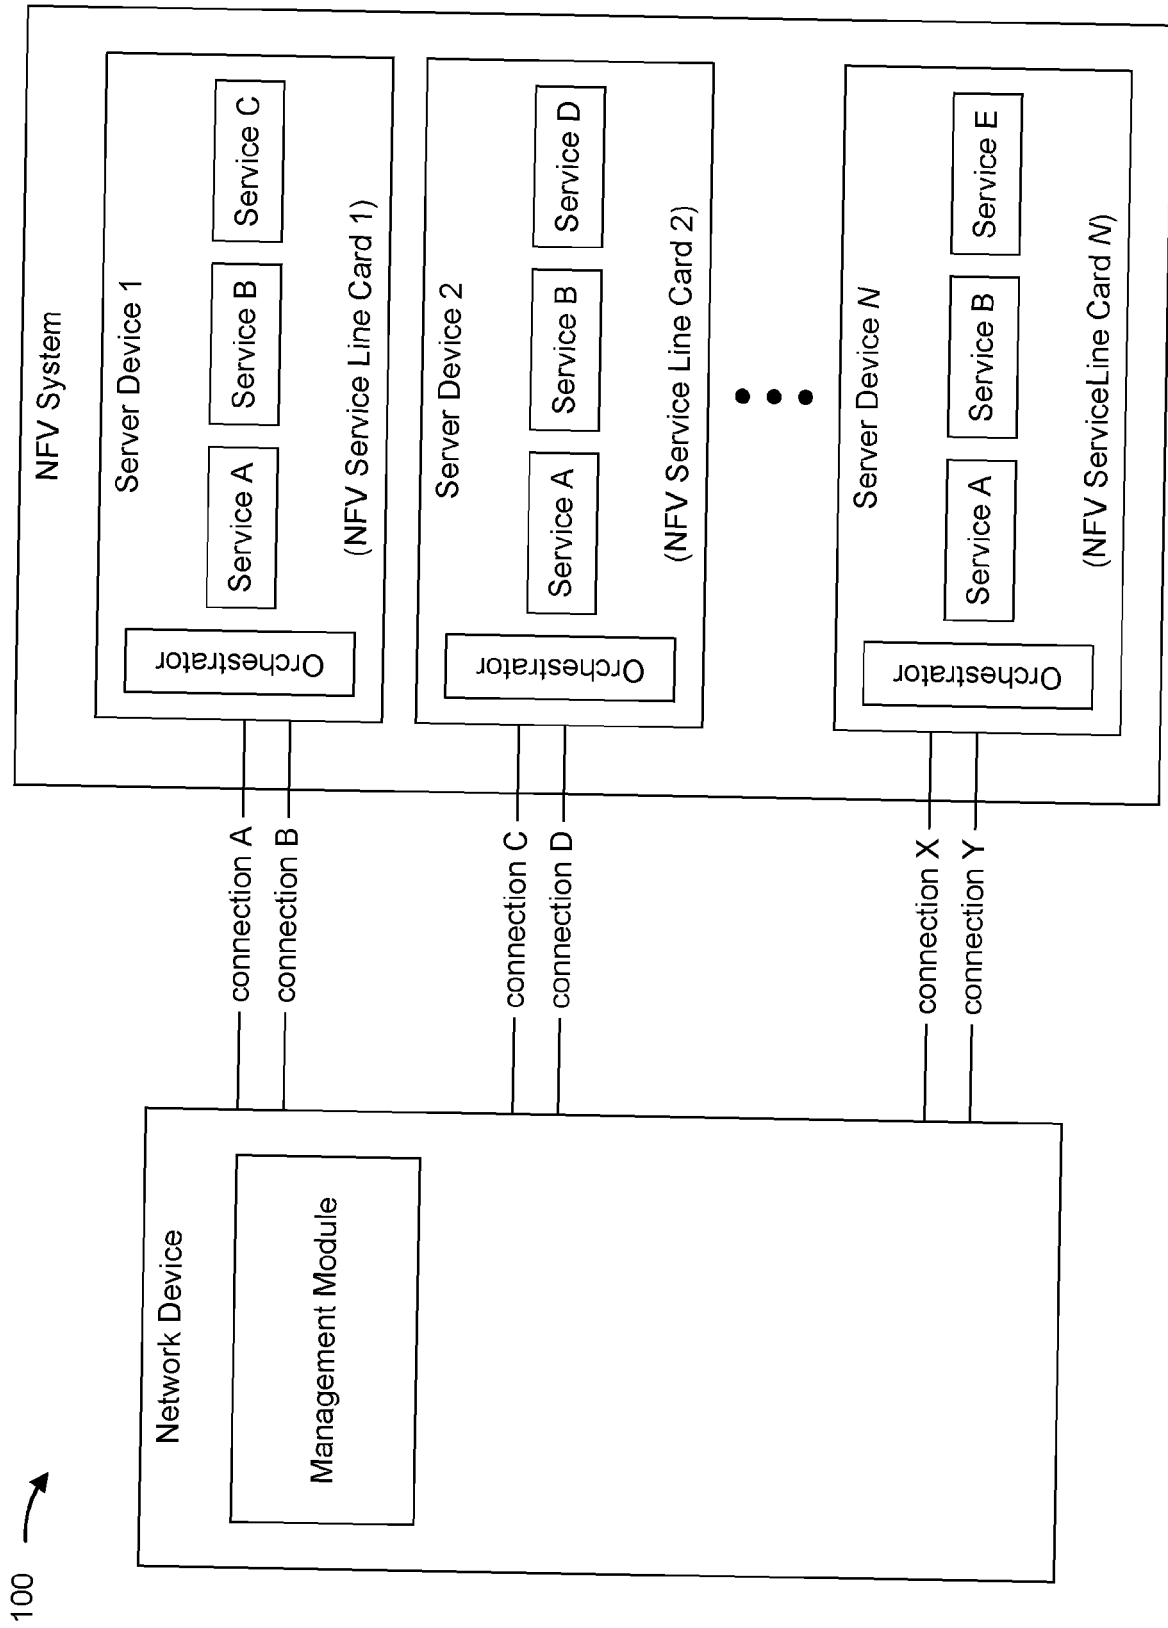 100
Network Device
Management Module
connection A
connection B
connection C
connection D
connection X
connection Y
NFV System
Server Device 1
Orchestrator
Service A
Service B
Service C
(NFV Service Line Card 1)
Server Device 2
Orchestrator
Service A
Service B
Service D
(NFV Service Line Card 2)
Server Device N
Orchestrator
Service A
Service B
Service E
(NFV ServiceLine Card N)